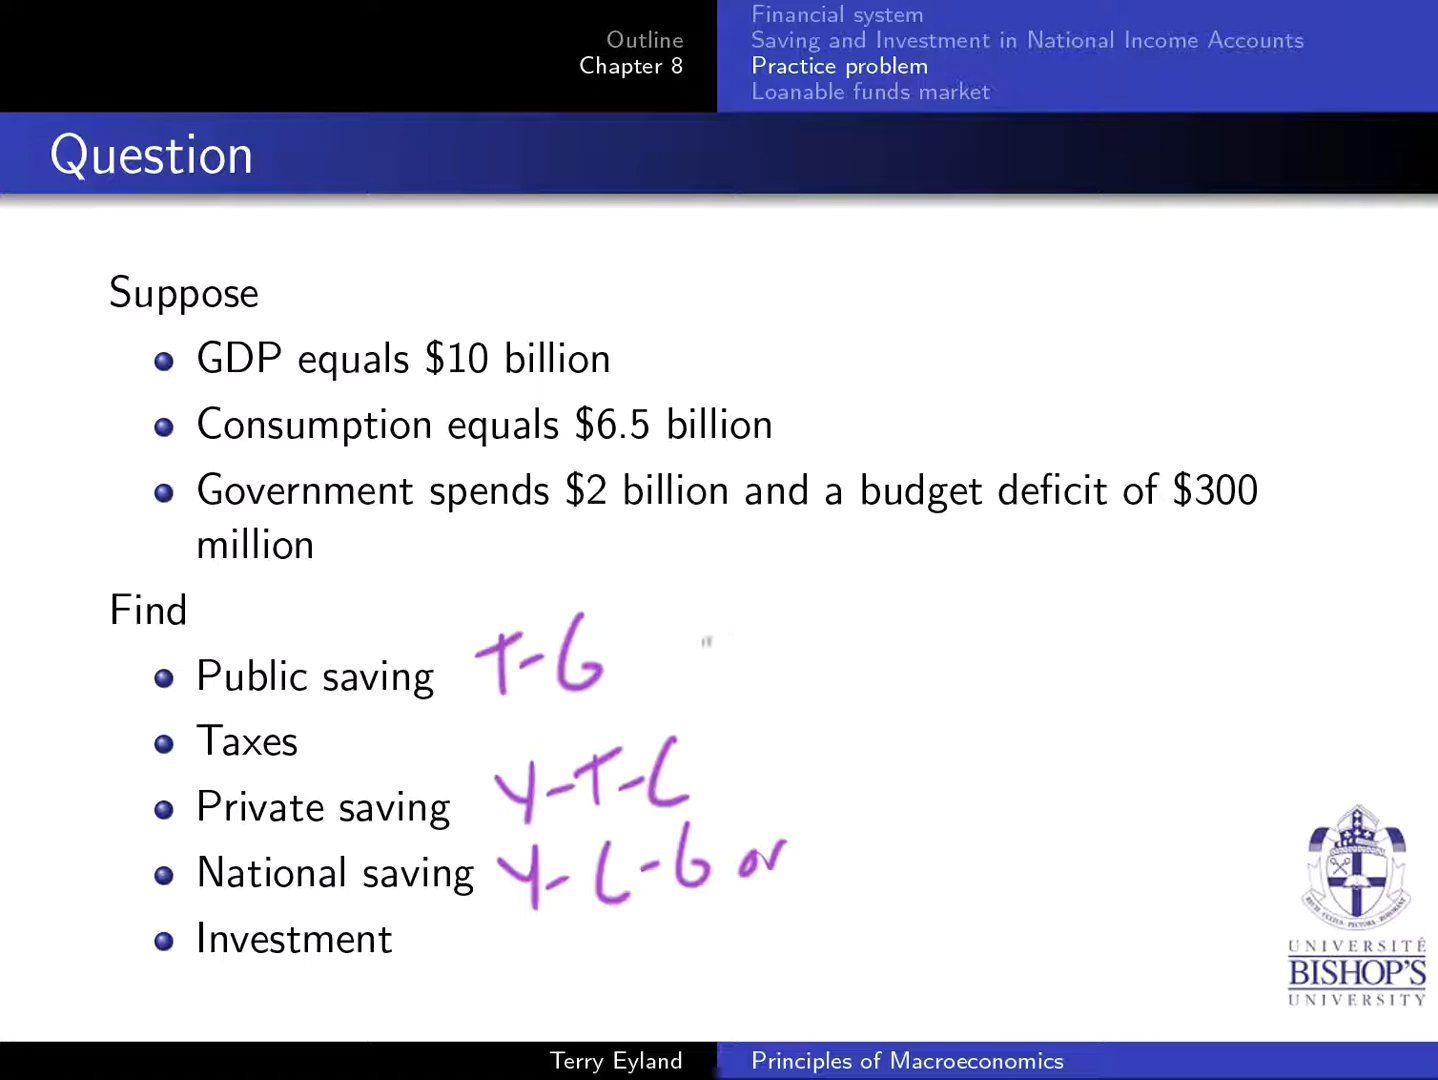 Outline
Chapter 8
Financial system
Saving and Investment in National Income Accounts
Practice problem
Loanable funds market
Question
Suppose
GDP equals $10 billion
Consumption equals $6.5 billion
Government spends $2 billion and a budget deficit of $300
million
Find
Public saving T-G
Taxes
Private saving Y-T-C
National saving Y-C-G or
Investment
UNIVERSITÉ
BISHOP'S
UNIVERSITY
Terry Eyland
Principles of Macroeconomics